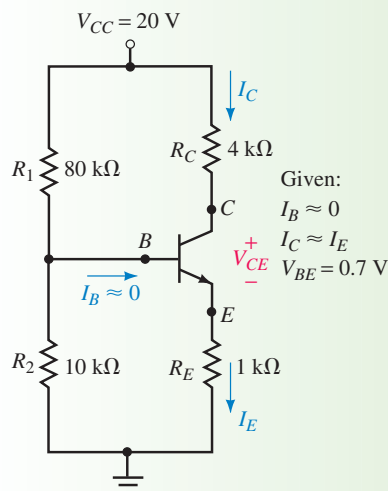 V_CC = 20 V
I_C
R_C 4 kΩ
R_1 80 kΩ
Given:
I_B ≈ 0
I_C ≈ I_E
V_BE = 0.7 V
C
B
+
V_CE
−
I_B ≈ 0
E
R_2 10 kΩ
R_E 1 kΩ
I_E